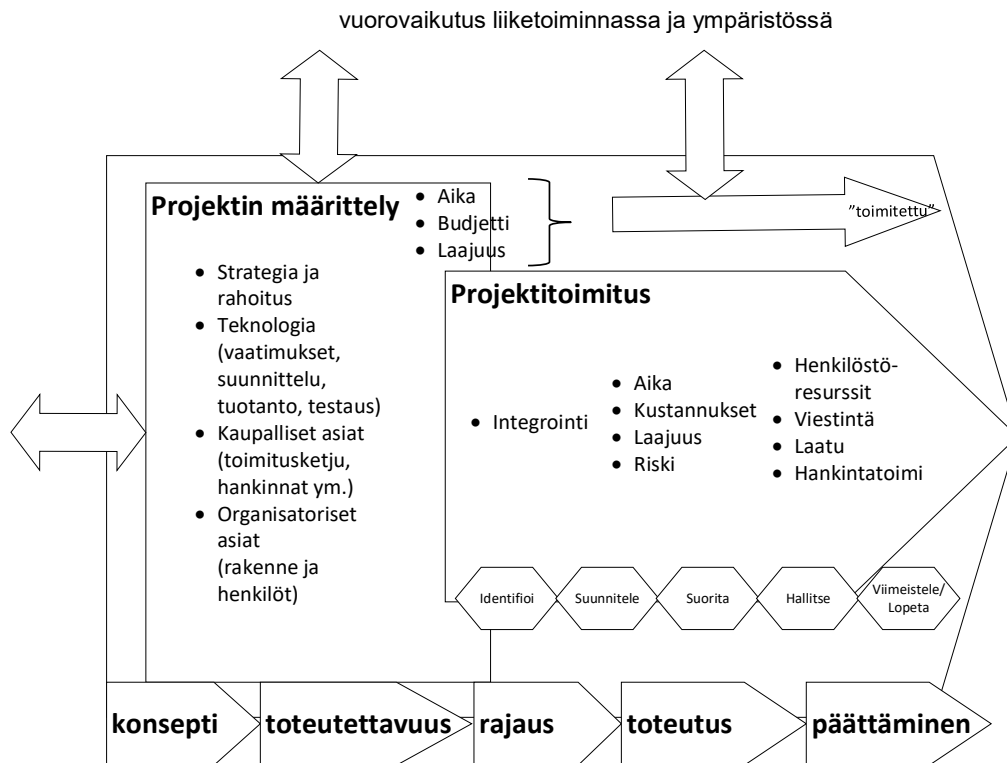 vuorovaikutus liiketoiminnassa ja ympäristössä
Projektin määrittely
• Aika
• Budjetti
• Laajuus
”toimitettu”
• Strategia ja
rahoitus
• Teknologia
(vaatimukset,
suunnittelu,
tuotanto, testaus)
• Kaupalliset asiat
(toimitusketju,
hankinnat ym.)
• Organisatoriset
asiat
(rakenne ja
henkilöt)
Projektitoimitus
• Integrointi
• Aika
• Kustannukset
• Laajuus
• Riski
• Henkilöstö-
resurssit
• Viestintä
• Laatu
• Hankintatoimi
Identifioi
Suunnitele
Suorita
Hallitse
Viimeistele/
Lopeta
konsepti
toteutettavuus
rajaus
toteutus
päättäminen